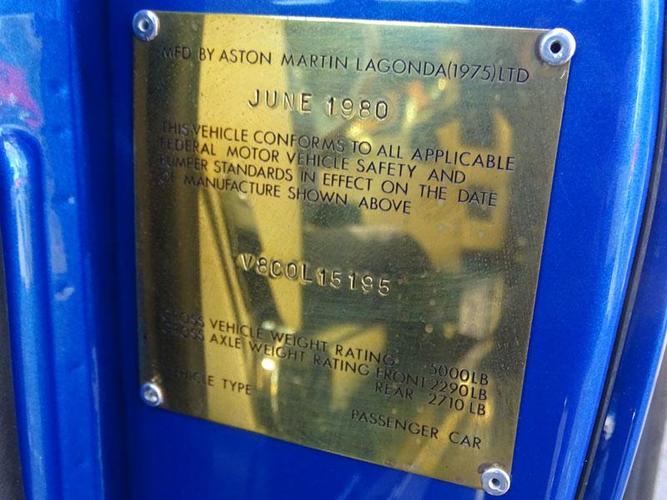 MFD BY ASTON MARTIN LAGONDA(1975)LTD
JUNE 1980
THIS VEHICLE CONFORMS TO ALL APPLICABLE
FEDERAL MOTOR VEHICLE SAFETY AND
BUMPER STANDARDS IN EFFECT ON THE DATE
OF MANUFACTURE SHOWN ABOVE
V8COL15195
GROSS VEHICLE WEIGHT RATING 5000LB
GROSS AXLE WEIGHT RATING FRONT 2290LB
REAR 2710 LB
VEHICLE TYPE
PASSENGER CAR